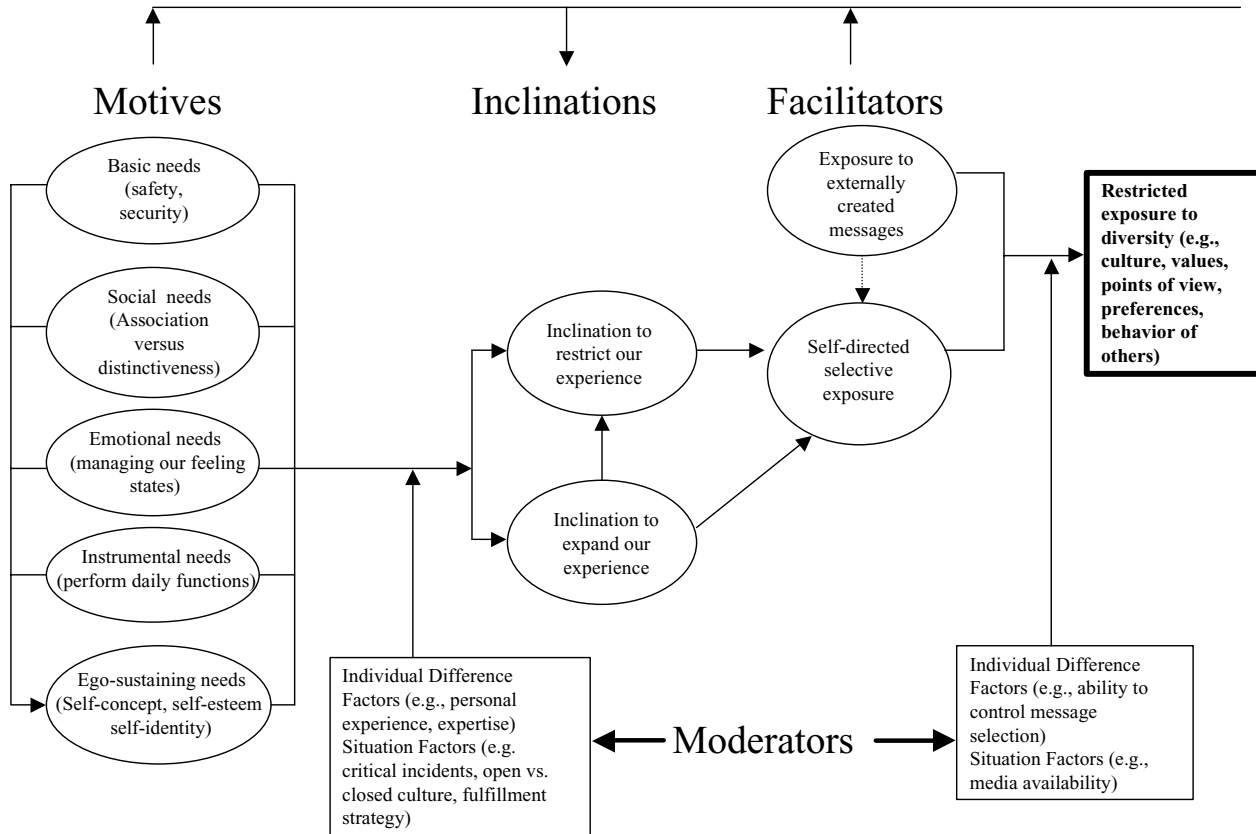 Motives
Inclinations
Facilitators
Basic needs
(safety,
security)
Social needs
(Association
versus
distinctiveness)
Emotional needs
(managing our feeling
states)
Instrumental needs
(perform daily functions)
Ego-sustaining needs
(Self-concept, self-esteem
self-identity)
Inclination to
restrict our
experience
Inclination to
expand our
experience
Exposure to
externally
created
messages
Self-directed
selective
exposure
Restricted
exposure to
diversity (e.g.,
culture, values,
points of view,
preferences,
behavior of
others)
Individual Difference
Factors (e.g., personal
experience, expertise)
Situation Factors (e.g.
critical incidents, open vs.
closed culture, fulfillment
strategy)
Moderators
Individual Difference
Factors (e.g., ability to
control message
selection)
Situation Factors (e.g.,
media availability)